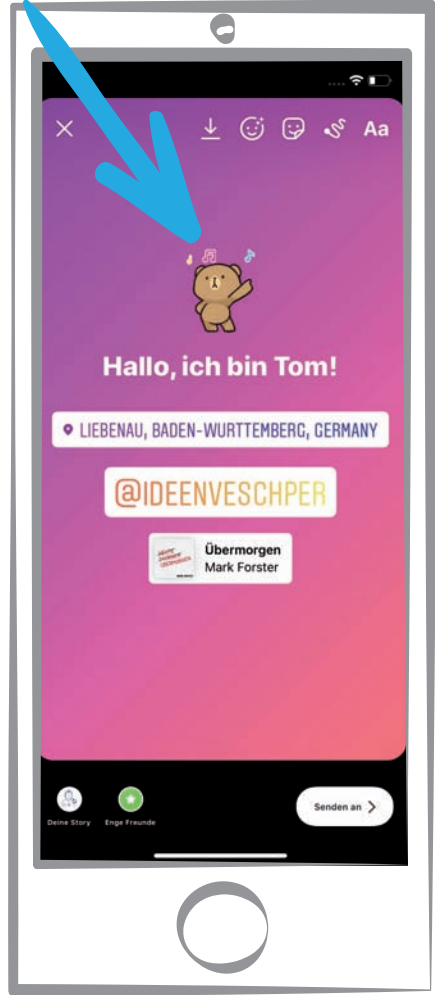 Aa
Hallo, ich bin Tom!
LIEBENAU, BADEN-WURTTEMBERG, GERMANY
@IDEENVESCHPER
Übermorgen
Mark Forster
Deine Story
Enge Freunde
Senden an